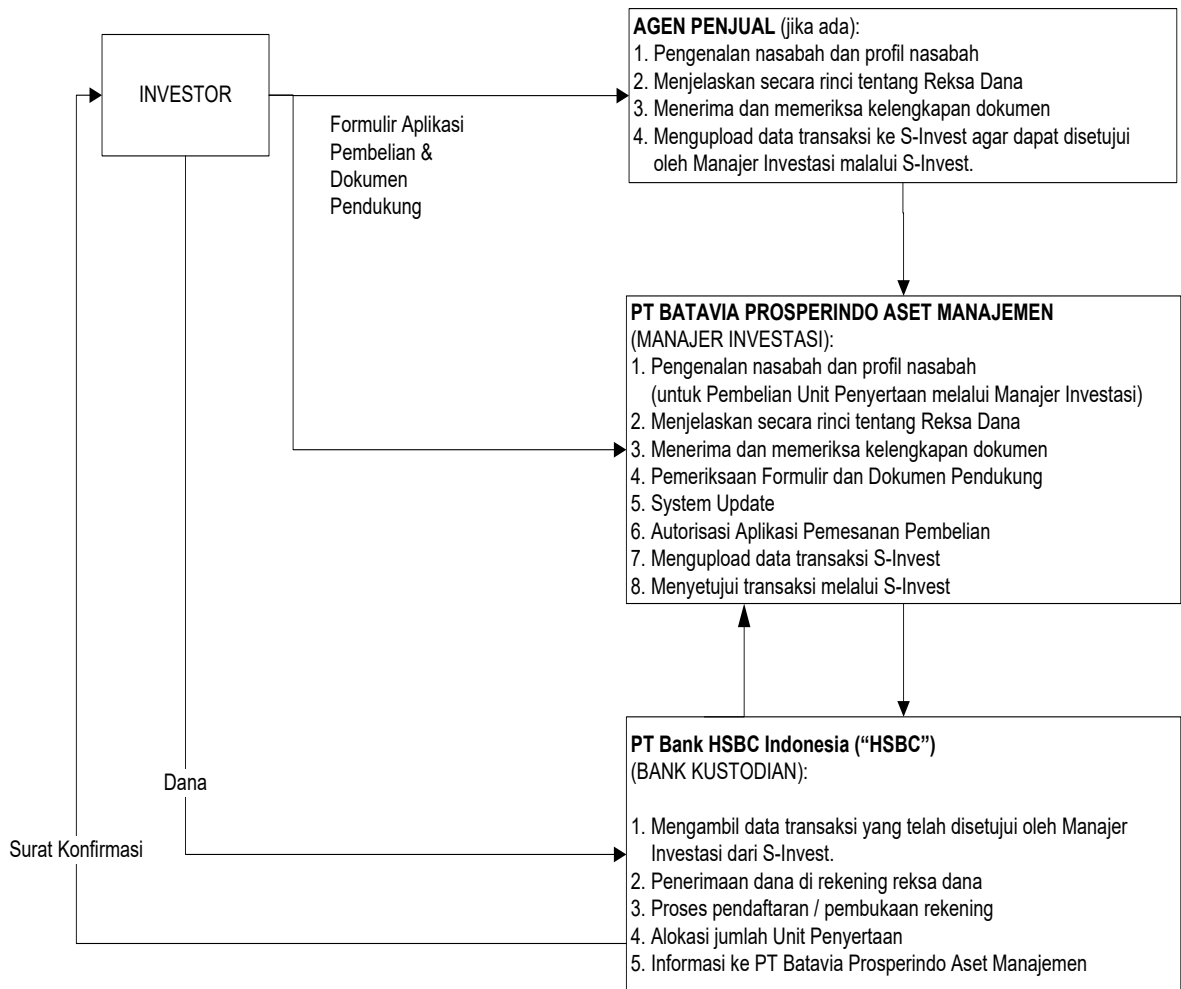 INVESTOR
Formulir Aplikasi
Pembelian &
Dokumen
Pendukung
AGEN PENJUAL (jika ada):
1. Pengenalan nasabah dan profil nasabah
2. Menjelaskan secara rinci tentang Reksa Dana
3. Menerima dan memeriksa kelengkapan dokumen
4. Mengupload data transaksi ke S-Invest agar dapat disetujui
oleh Manajer Investasi malalui S-Invest.
PT BATAVIA PROSPERINDO ASET MANAJEMEN
(MANAJER INVESTASI):
1. Pengenalan nasabah dan profil nasabah
(untuk Pembelian Unit Penyertaan melalui Manajer Investasi)
2. Menjelaskan secara rinci tentang Reksa Dana
3. Menerima dan memeriksa kelengkapan dokumen
4. Pemeriksaan Formulir dan Dokumen Pendukung
5. System Update
6. Autorisasi Aplikasi Pemesanan Pembelian
7. Mengupload data transaksi S-Invest
8. Menyetujui transaksi melalui S-Invest
Dana
Surat Konfirmasi
PT Bank HSBC Indonesia (“HSBC”)
(BANK KUSTODIAN):
1. Mengambil data transaksi yang telah disetujui oleh Manajer
Investasi dari S-Invest.
2. Penerimaan dana di rekening reksa dana
3. Proses pendaftaran / pembukaan rekening
4. Alokasi jumlah Unit Penyertaan
5. Informasi ke PT Batavia Prosperindo Aset Manajemen